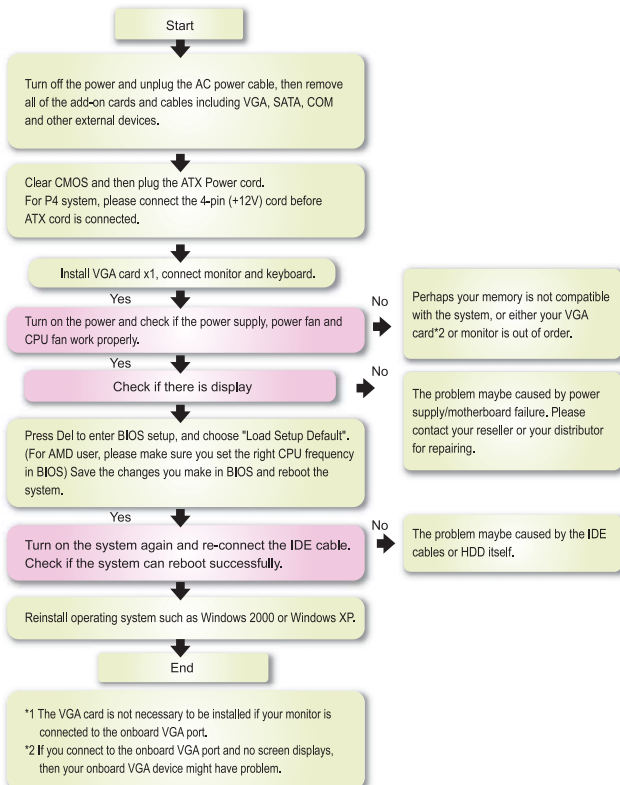 Start
Turn off the power and unplug the AC power cable, then remove
all of the add-on cards and cables including VGA, SATA, COM
and other external devices.
Clear CMOS and then plug the ATX Power cord.
For P4 system, please connect the 4-pin (+12V) cord before
ATX cord is connected.
Install VGA card x1, connect monitor and keyboard.
Yes
No
Turn on the power and check if the power supply, power fan and
CPU fan work properly.
Perhaps your memory is not compatible
with the system, or either your VGA
card*2 or monitor is out of order.
Yes
No
Check if there is display
The problem maybe caused by power
supply/motherboard failure. Please
contact your reseller or your distributor
for repairing.
Press Del to enter BIOS setup, and choose "Load Setup Default".
(For AMD user, please make sure you set the right CPU frequency
in BIOS) Save the changes you make in BIOS and reboot the
system.
Yes
No
Turn on the system again and re-connect the IDE cable.
Check if the system can reboot successfully.
The problem maybe caused by the IDE
cables or HDD itself.
Reinstall operating system such as Windows 2000 or Windows XP.
End
*1 The VGA card is not necessary to be installed if your monitor is
connected to the onboard VGA port.
*2 If you connect to the onboard VGA port and no screen displays,
then your onboard VGA device might have problem.